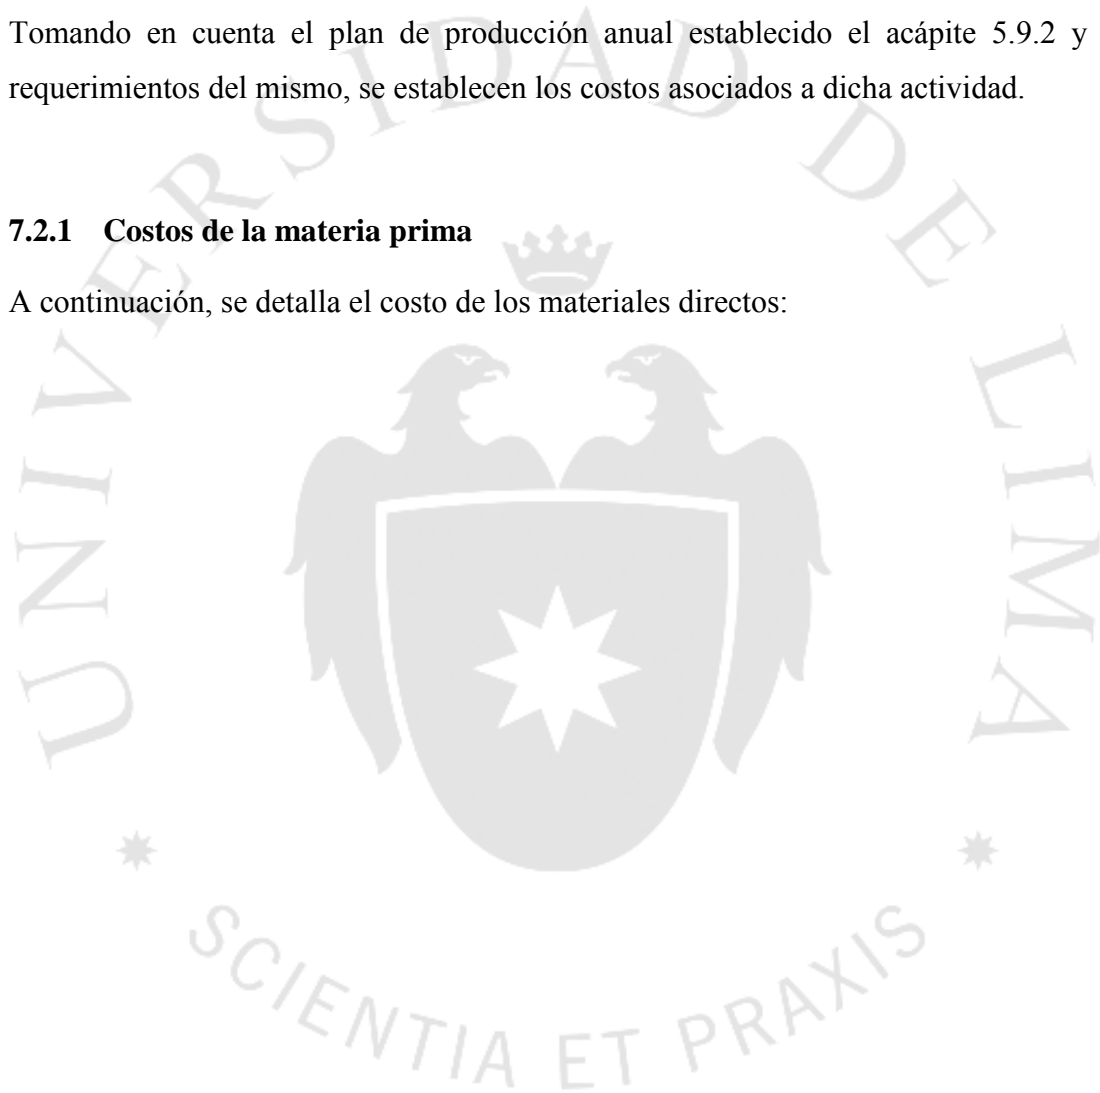 Tomando en cuenta el plan de producción anual establecido el acápite 5.9.2 y
requerimientos del mismo, se establecen los costos asociados a dicha actividad.
7.2.1 Costos de la materia prima
A continuación, se detalla el costo de los materiales directos:
UNIVERSIDAD DE LIMA
SCIENTIA ET PRAXIS